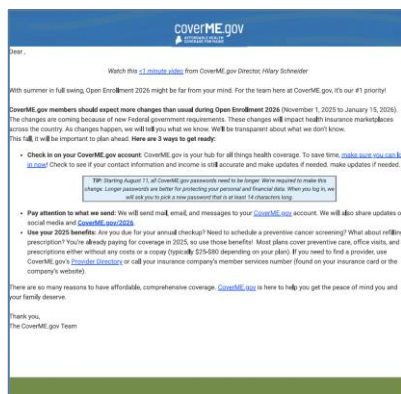 coverME.gov
AFFORDABLE HEALTH
COVERAGE FOR MAINE
Dear ,
Watch this <1 minute video from CoverME.gov Director, Hilary Schneider
With summer in full swing, Open Enrollment 2026 might be far from your mind. For the team here at CoverME.gov, it's our #1 priority!
CoverME.gov members should expect more changes than usual during Open Enrollment 2026 (November 1, 2025 to January 15, 2026).
The changes are coming because of new Federal government requirements. These changes will impact health insurance marketplaces
across the country. As changes happen, we will tell you what we know. We'll be transparent about what we don't know.
This fall, it will be important to plan ahead. Here are 3 ways to get ready:
• Check in on your CoverME.gov account: CoverME.gov is your hub for all things health coverage. To save time, make sure you can lo
in now! Check to see if your contact information and income is still accurate and make updates if needed. make updates if needed.
TIP: Starting August 11, all CoverME.gov passwords need to be longer. We're required to make this
change. Longer passwords are better for protecting your personal and financial data. When you log in, we
will ask you to pick a new password that is at least 14 characters long.
• Pay attention to what we send: We will send mail, email, and messages to your CoverME.gov account. We will also share updates o
social media and CoverME.gov/2026.
• Use your 2025 benefits: Are you due for your annual checkup? Need to schedule a preventive cancer screening? What about refillin
prescription? You're already paying for coverage in 2025, so use those benefits! Most plans cover preventive care, office visits, and
prescriptions either without any costs or a copay (typically $25-$80 depending on your plan). If you need to find a provider, use
CoverME.gov's Provider Directory or call your insurance company's member services number (found on your insurance card or the
company's website).
There are so many reasons to have affordable, comprehensive coverage. CoverME.gov is here to help you get the peace of mind you and
your family deserve.
Thank you,
The CoverME.gov Team